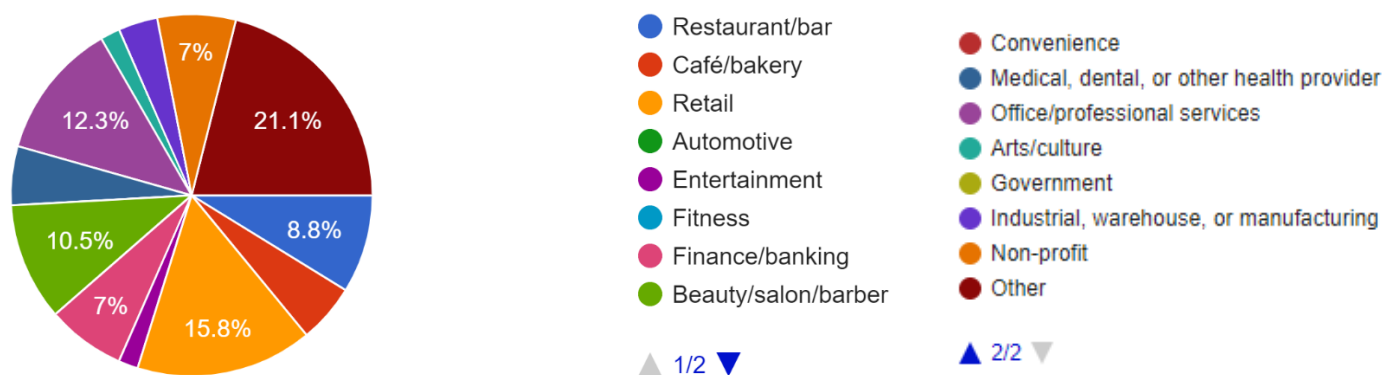 7%
21.1%
12.3%
8.8%
10.5%
7%
15.8%
Restaurant/bar
Café/bakery
Retail
Automotive
Entertainment
Fitness
Finance/banking
Beauty/salon/barber
1/2
Convenience
Medical, dental, or other health provider
Office/professional services
Arts/culture
Government
Industrial, warehouse, or manufacturing
Non-profit
Other
2/2